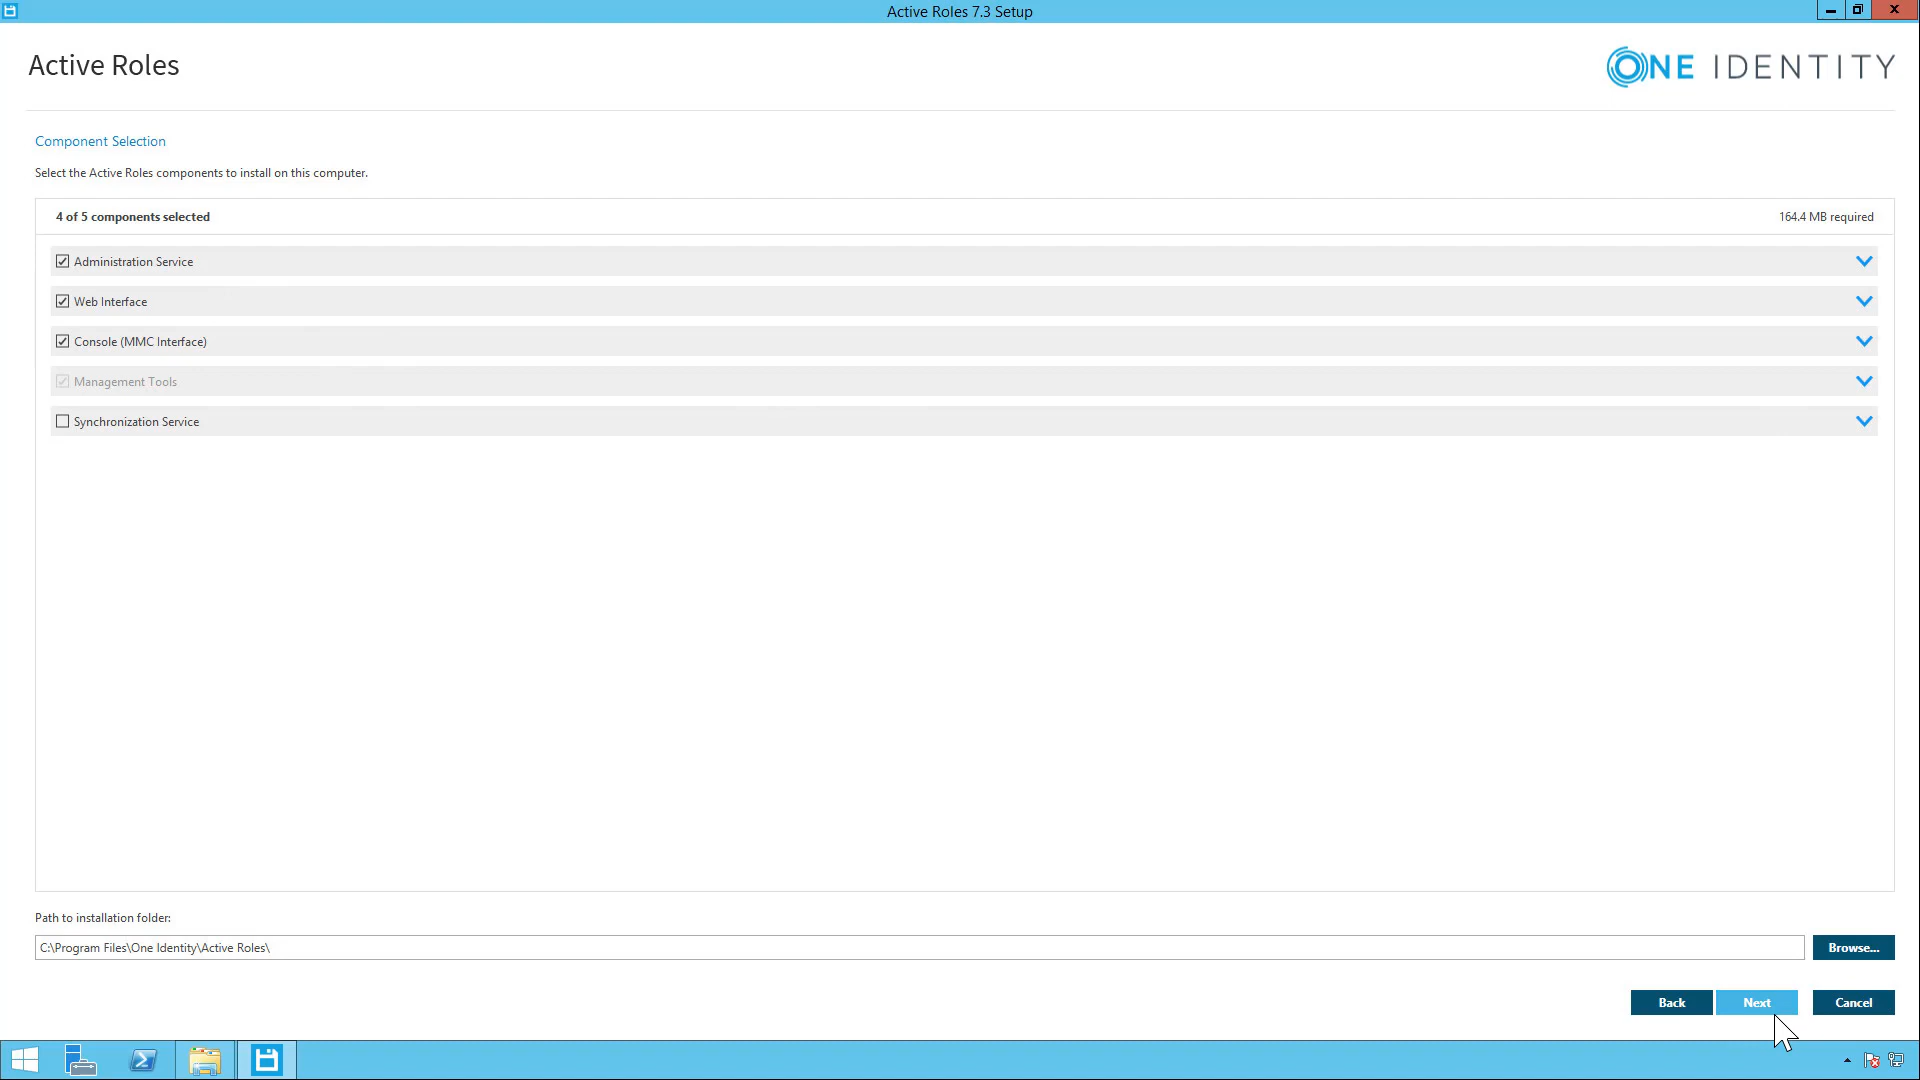 Active Roles 7.3 Setup
Active Roles
ONE IDENTITY
Component Selection
Select the Active Roles components to install on this computer.
4 of 5 components selected
164.4 MB required
Administration Service
Web Interface
Console (MMC Interface)
Management Tools
Synchronization Service
Path to installation folder:
C:\Program Files\One Identity\Active Roles\
Browse...
Back
Next
Cancel